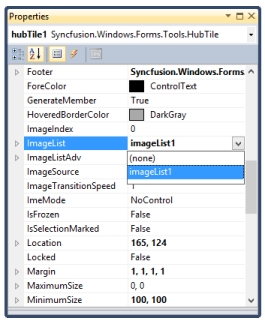 Properties
hubTile1 Syncfusion.Windows.Forms.Tools.HubTile
Footer Syncfusion.Windows.Forms.
ForeColor ControlText
GenerateMember True
HoveredBorderColor DarkGray
ImageIndex 0
ImageList imageList1
ImageListAdv (none)
ImageSource imageList1
ImageTransitionSpeed 1
ImeMode NoControl
IsFrozen False
IsSelectionMarked False
Location 165, 124
Locked False
Margin 1, 1, 1, 1
MaximumSize 0, 0
MinimumSize 100, 100